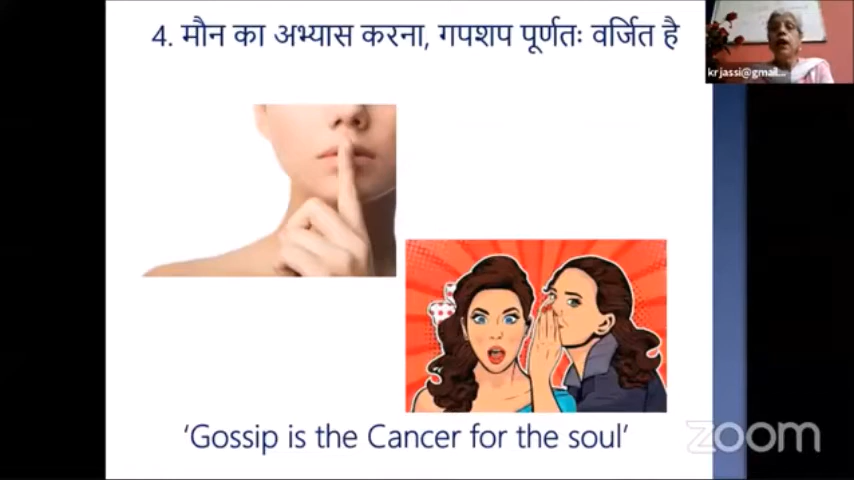 4. मौन का अभ्यास करना, गपशप पूर्णतः वर्जित है
krjassi@gmail...
'Gossip is the Cancer for the soul'
zoom